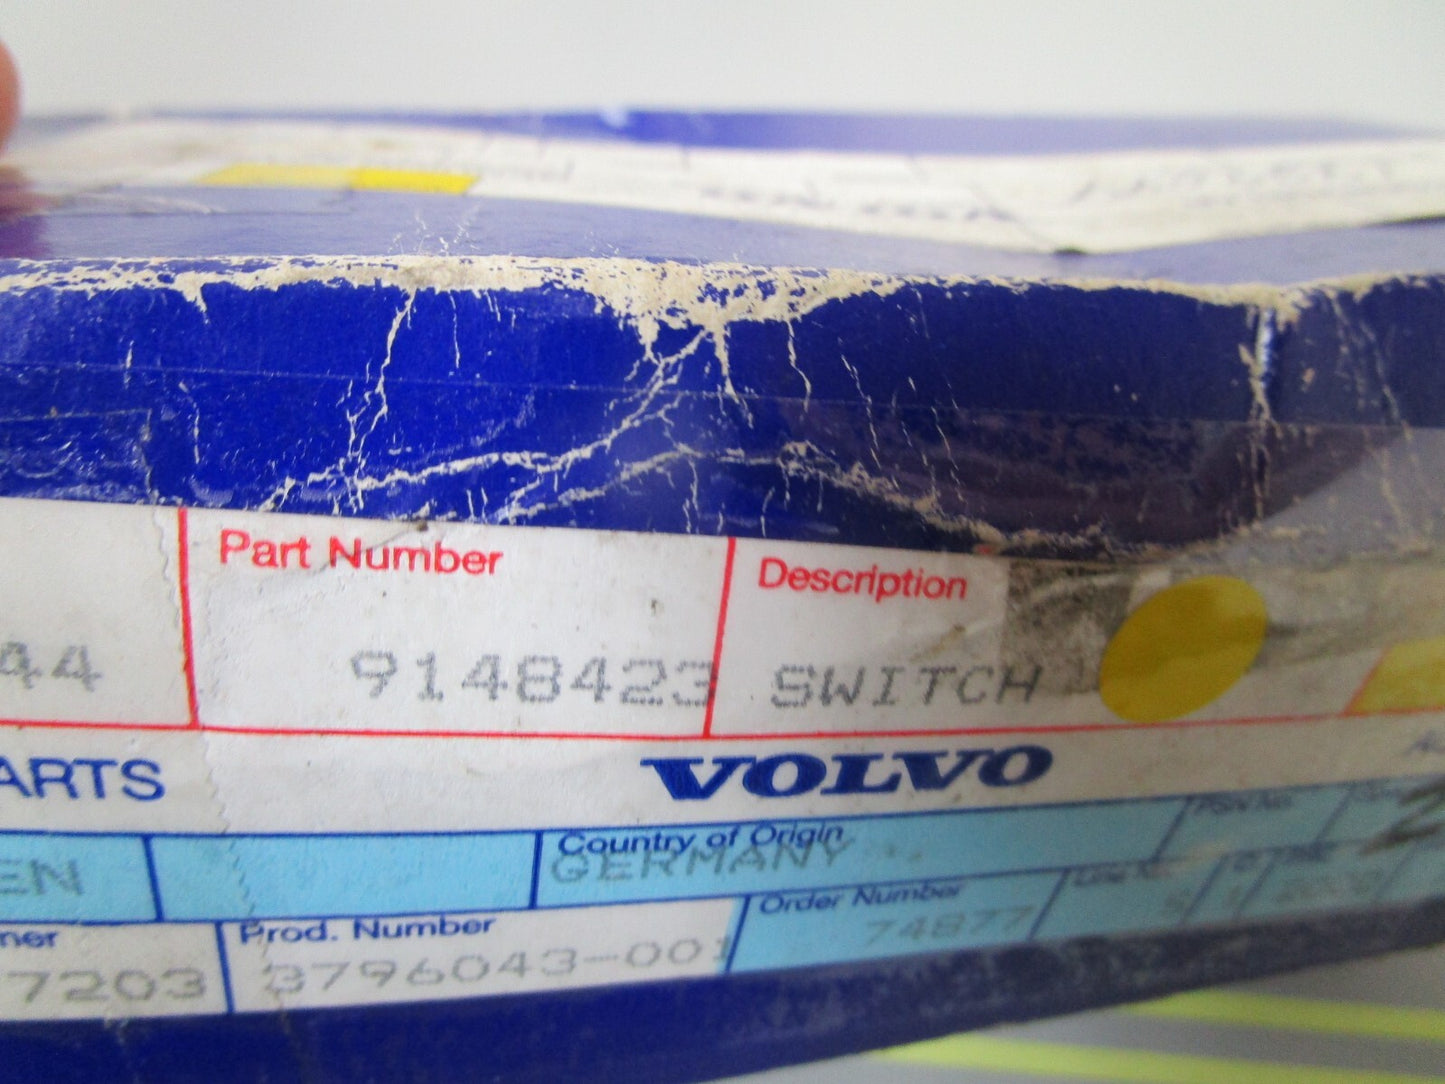 Part Number
Description
44
9148423
SWITCH
ARTS
VOLVO
Country of Origin
EN
GERMANY
ner
Prod. Number
Order Number
7203
3796043-001
74877